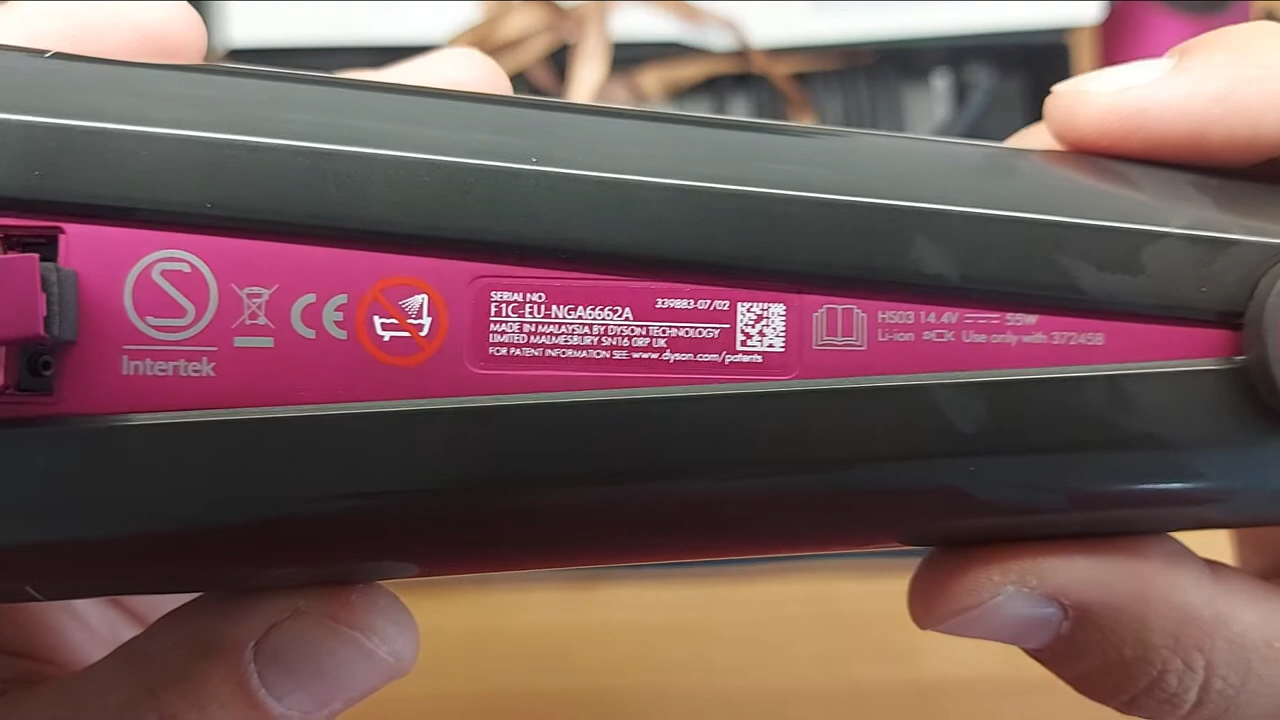 S
Intertek
CE
SERIAL NO.
F1C-EU-NGA6662A
339883-07/02
MADE IN MALAYSIA BY DYSON TECHNOLOGY
LIMITED MALMESBURY SN16 0RP UK
FOR PATENT INFORMATION SEE: www.dyson.com/patents
HS03 14.4V 55W
Li-ion Use only with 372458